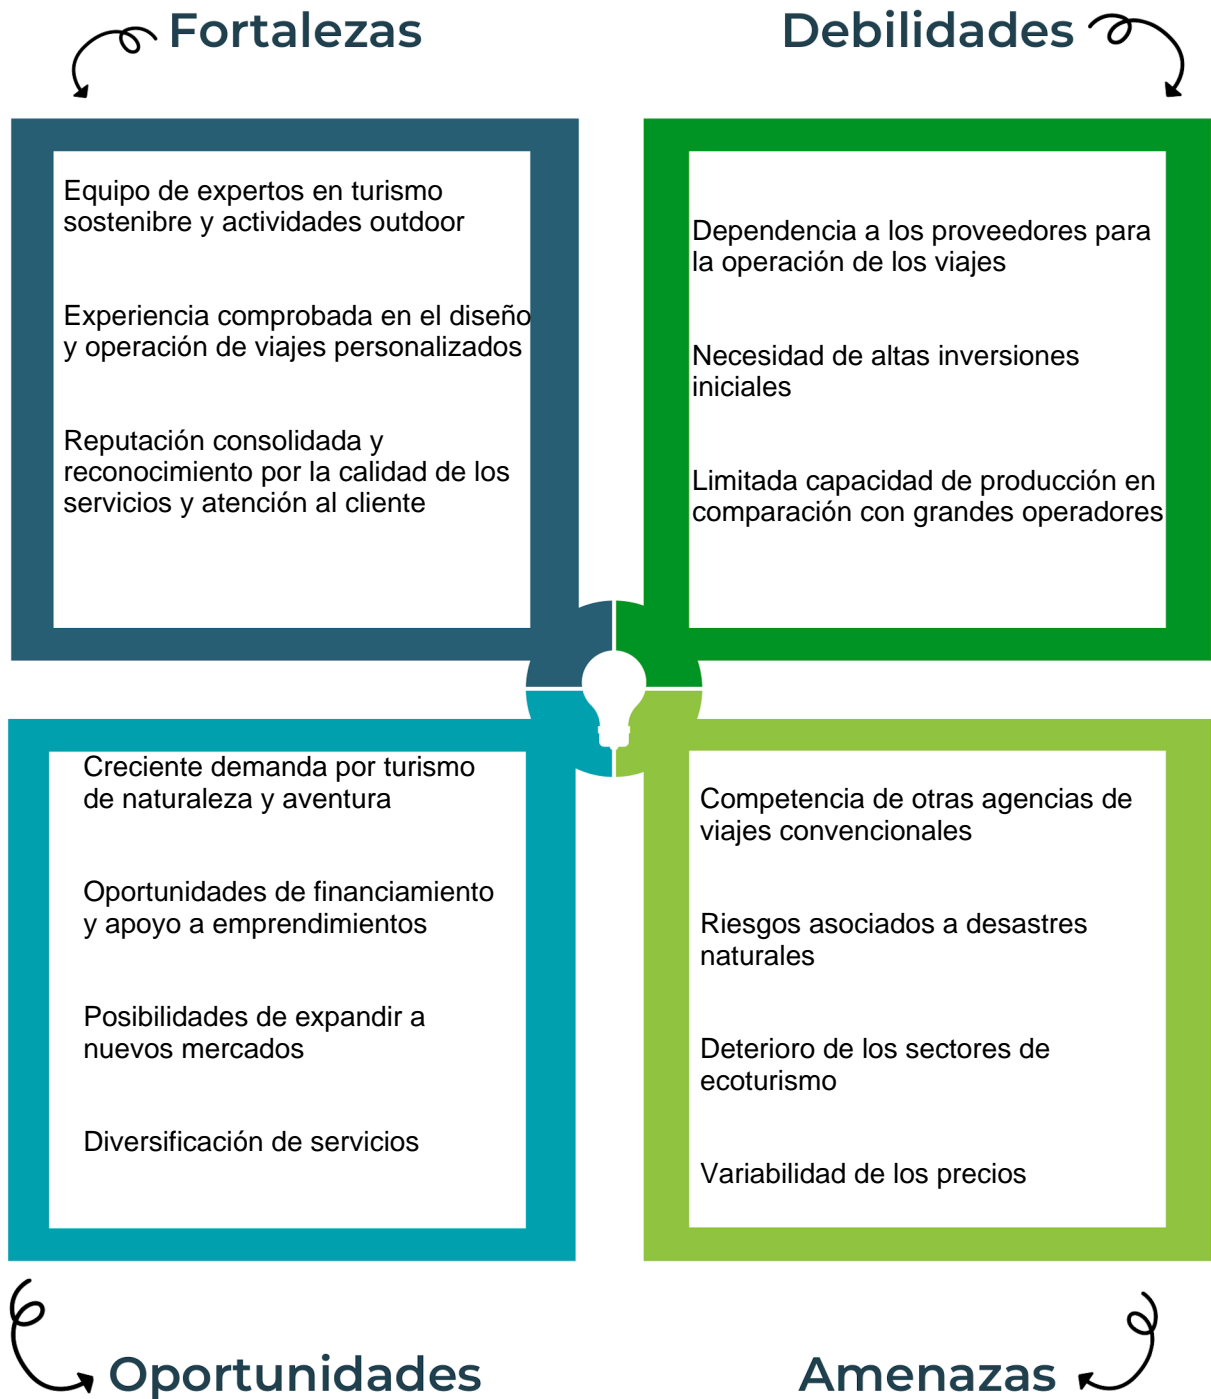 Fortalezas
Equipo de expertos en turismo
sostenibre y actividades outdoor
Experiencia comprobada en el diseño
y operación de viajes personalizados
Reputación consolidada y
reconocimiento por la calidad de los
servicios y atención al cliente
Debilidades
Dependencia a los proveedores para
la operación de los viajes
Necesidad de altas inversiones
iniciales
Limitada capacidad de producción en
comparación con grandes operadores
Creciente demanda por turismo
de naturaleza y aventura
Oportunidades de financiamiento
y apoyo a emprendimientos
Posibilidades de expandir a
nuevos mercados
Diversificación de servicios
Oportunidades
Competencia de otras agencias de
viajes convencionales
Riesgos asociados a desastres
naturales
Deterioro de los sectores de
ecoturismo
Variabilidad de los precios
Amenazas